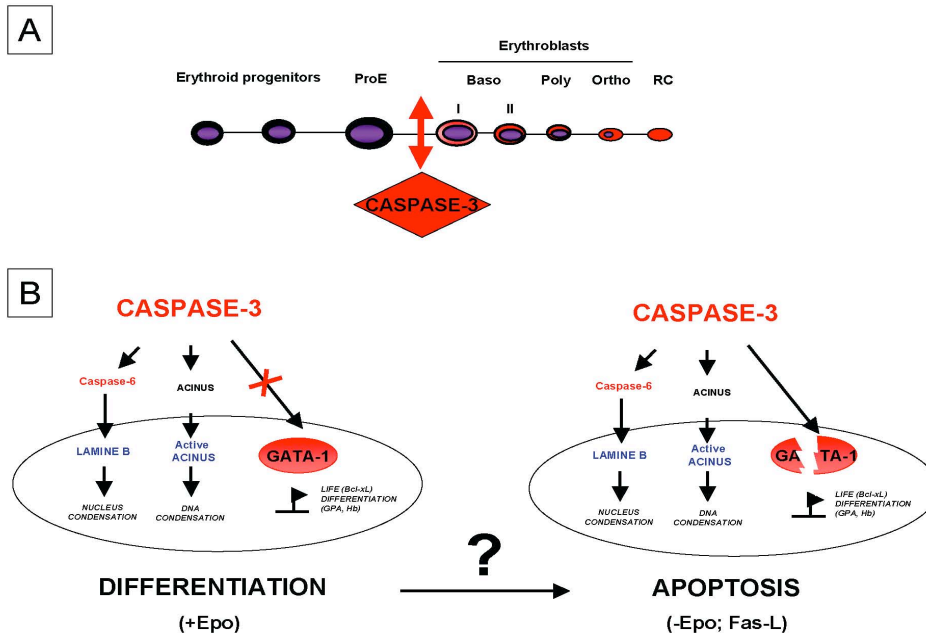 A
Erythroblasts
Erythroid progenitors ProE Baso Poly Ortho RC
I II
CASPASE-3
B
CASPASE-3
Caspase-6
ACINUS
LAMINE B
Active
ACINUS
GATA-1
NUCLEUS
CONDENSATION
DNA
CONDENSATION
LIFE (Bcl-xL)
DIFFERENTIATION
(GPA, Hb)
DIFFERENTIATION
(+Epo)
?
CASPASE-3
Caspase-6
ACINUS
LAMINE B
Active
ACINUS
GA TA-1
NUCLEUS
CONDENSATION
DNA
CONDENSATION
LIFE (Bcl-xL)
DIFFERENTIATION
(GPA, Hb)
APOPTOSIS
(-Epo; Fas-L)